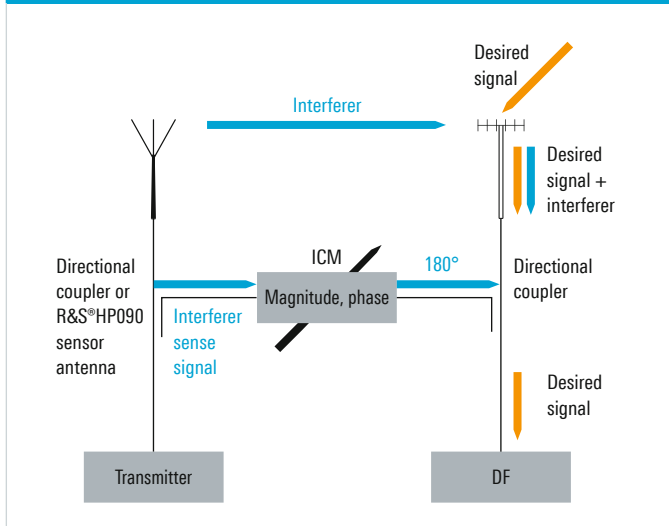 Desired
signal
Interferer
Desired
signal +
interferer
ICM
180°
Directional
coupler or
R&S®HP090
sensor
antenna
Magnitude, phase
Directional
coupler
Interferer
sense
signal
Desired
signal
Transmitter
DF